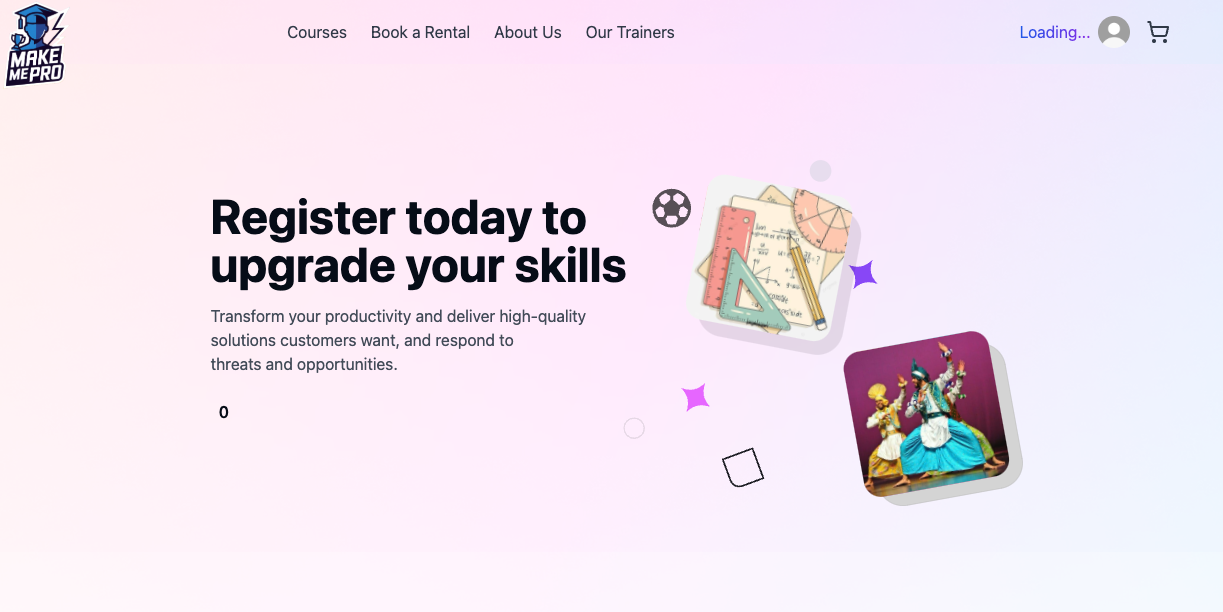 MAKE
ME PRO
Courses
Book a Rental
About Us
Our Trainers
Loading...
Register today to
upgrade your skills
Transform your productivity and deliver high-quality
solutions customers want, and respond to
threats and opportunities.
0